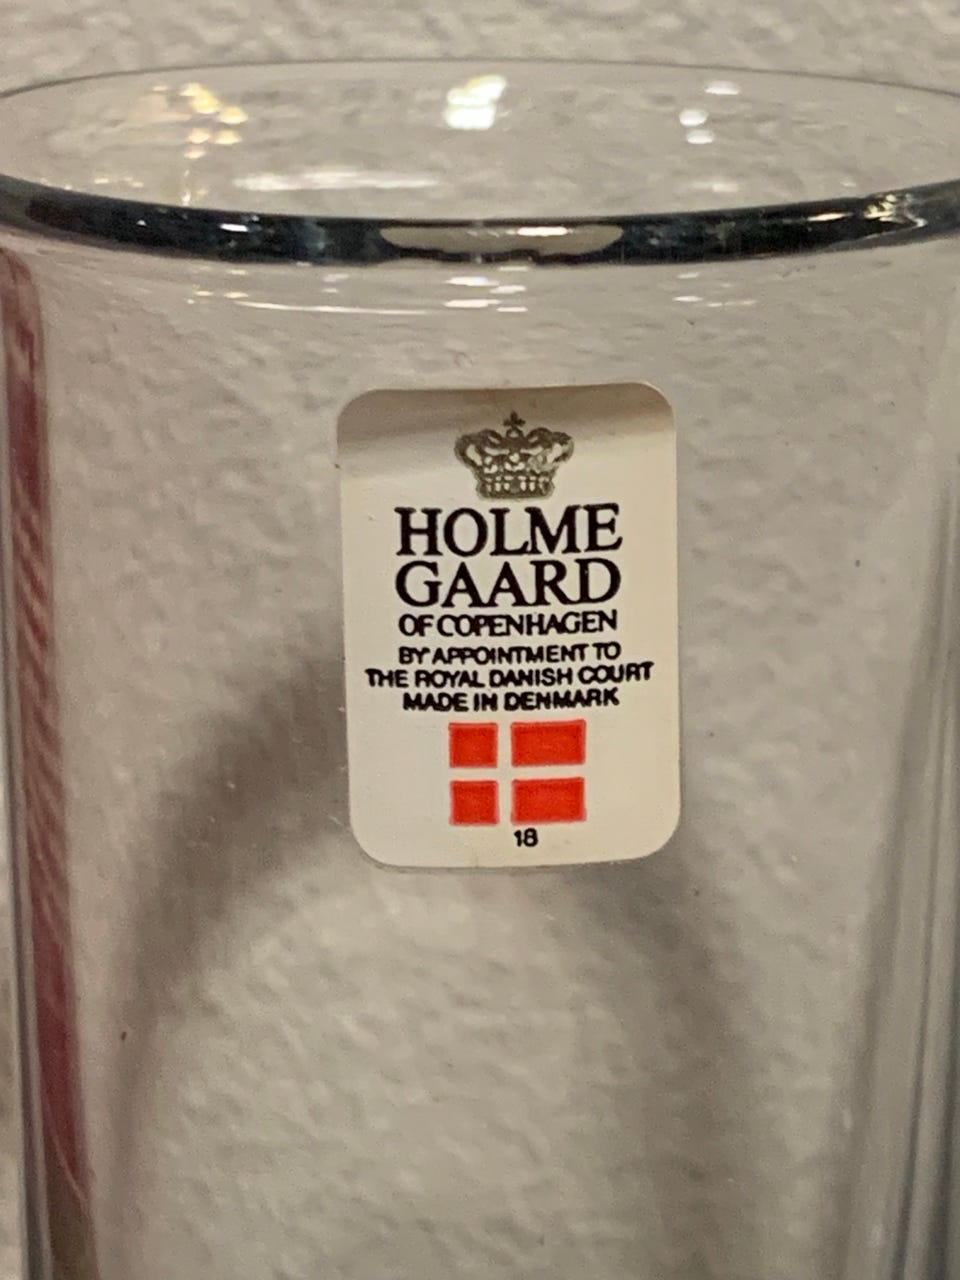 HOLME
GAARD
OF COPENHAGEN
BY APPOINTMENT TO
THE ROYAL DANISH COURT
MADE IN DENMARK
18